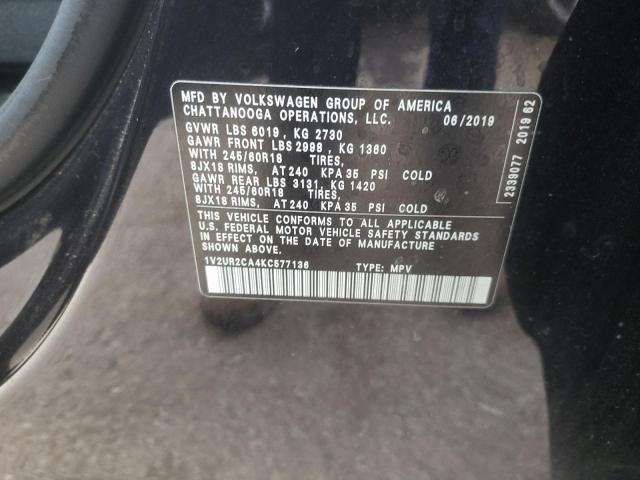 MFD BY VOLKSWAGEN GROUP OF AMERICA
CHATTANOOGA OPERATIONS, LLC. 06/2019
GVWR LBS 6019, KG 2730
GAWR FRONT LBS 2998, KG 1360
WITH 245/60R18 TIRES,
8JX18 RIMS, AT 240 KPA 35 PSI COLD
GAWR REAR LBS 3131, KG 1420
WITH 245/60R18 TIRES,
8JX18 RIMS, AT 240 KPA 35 PSI COLD
THIS VEHICLE CONFORMS TO ALL APPLICABLE
U.S. FEDERAL MOTOR VEHICLE SAFETY STANDARDS
IN EFFECT ON THE DATE OF MANUFACTURE
SHOWN ABOVE.
1V2UR2CA4KC577136 TYPE: MPV
2339077 2019 62